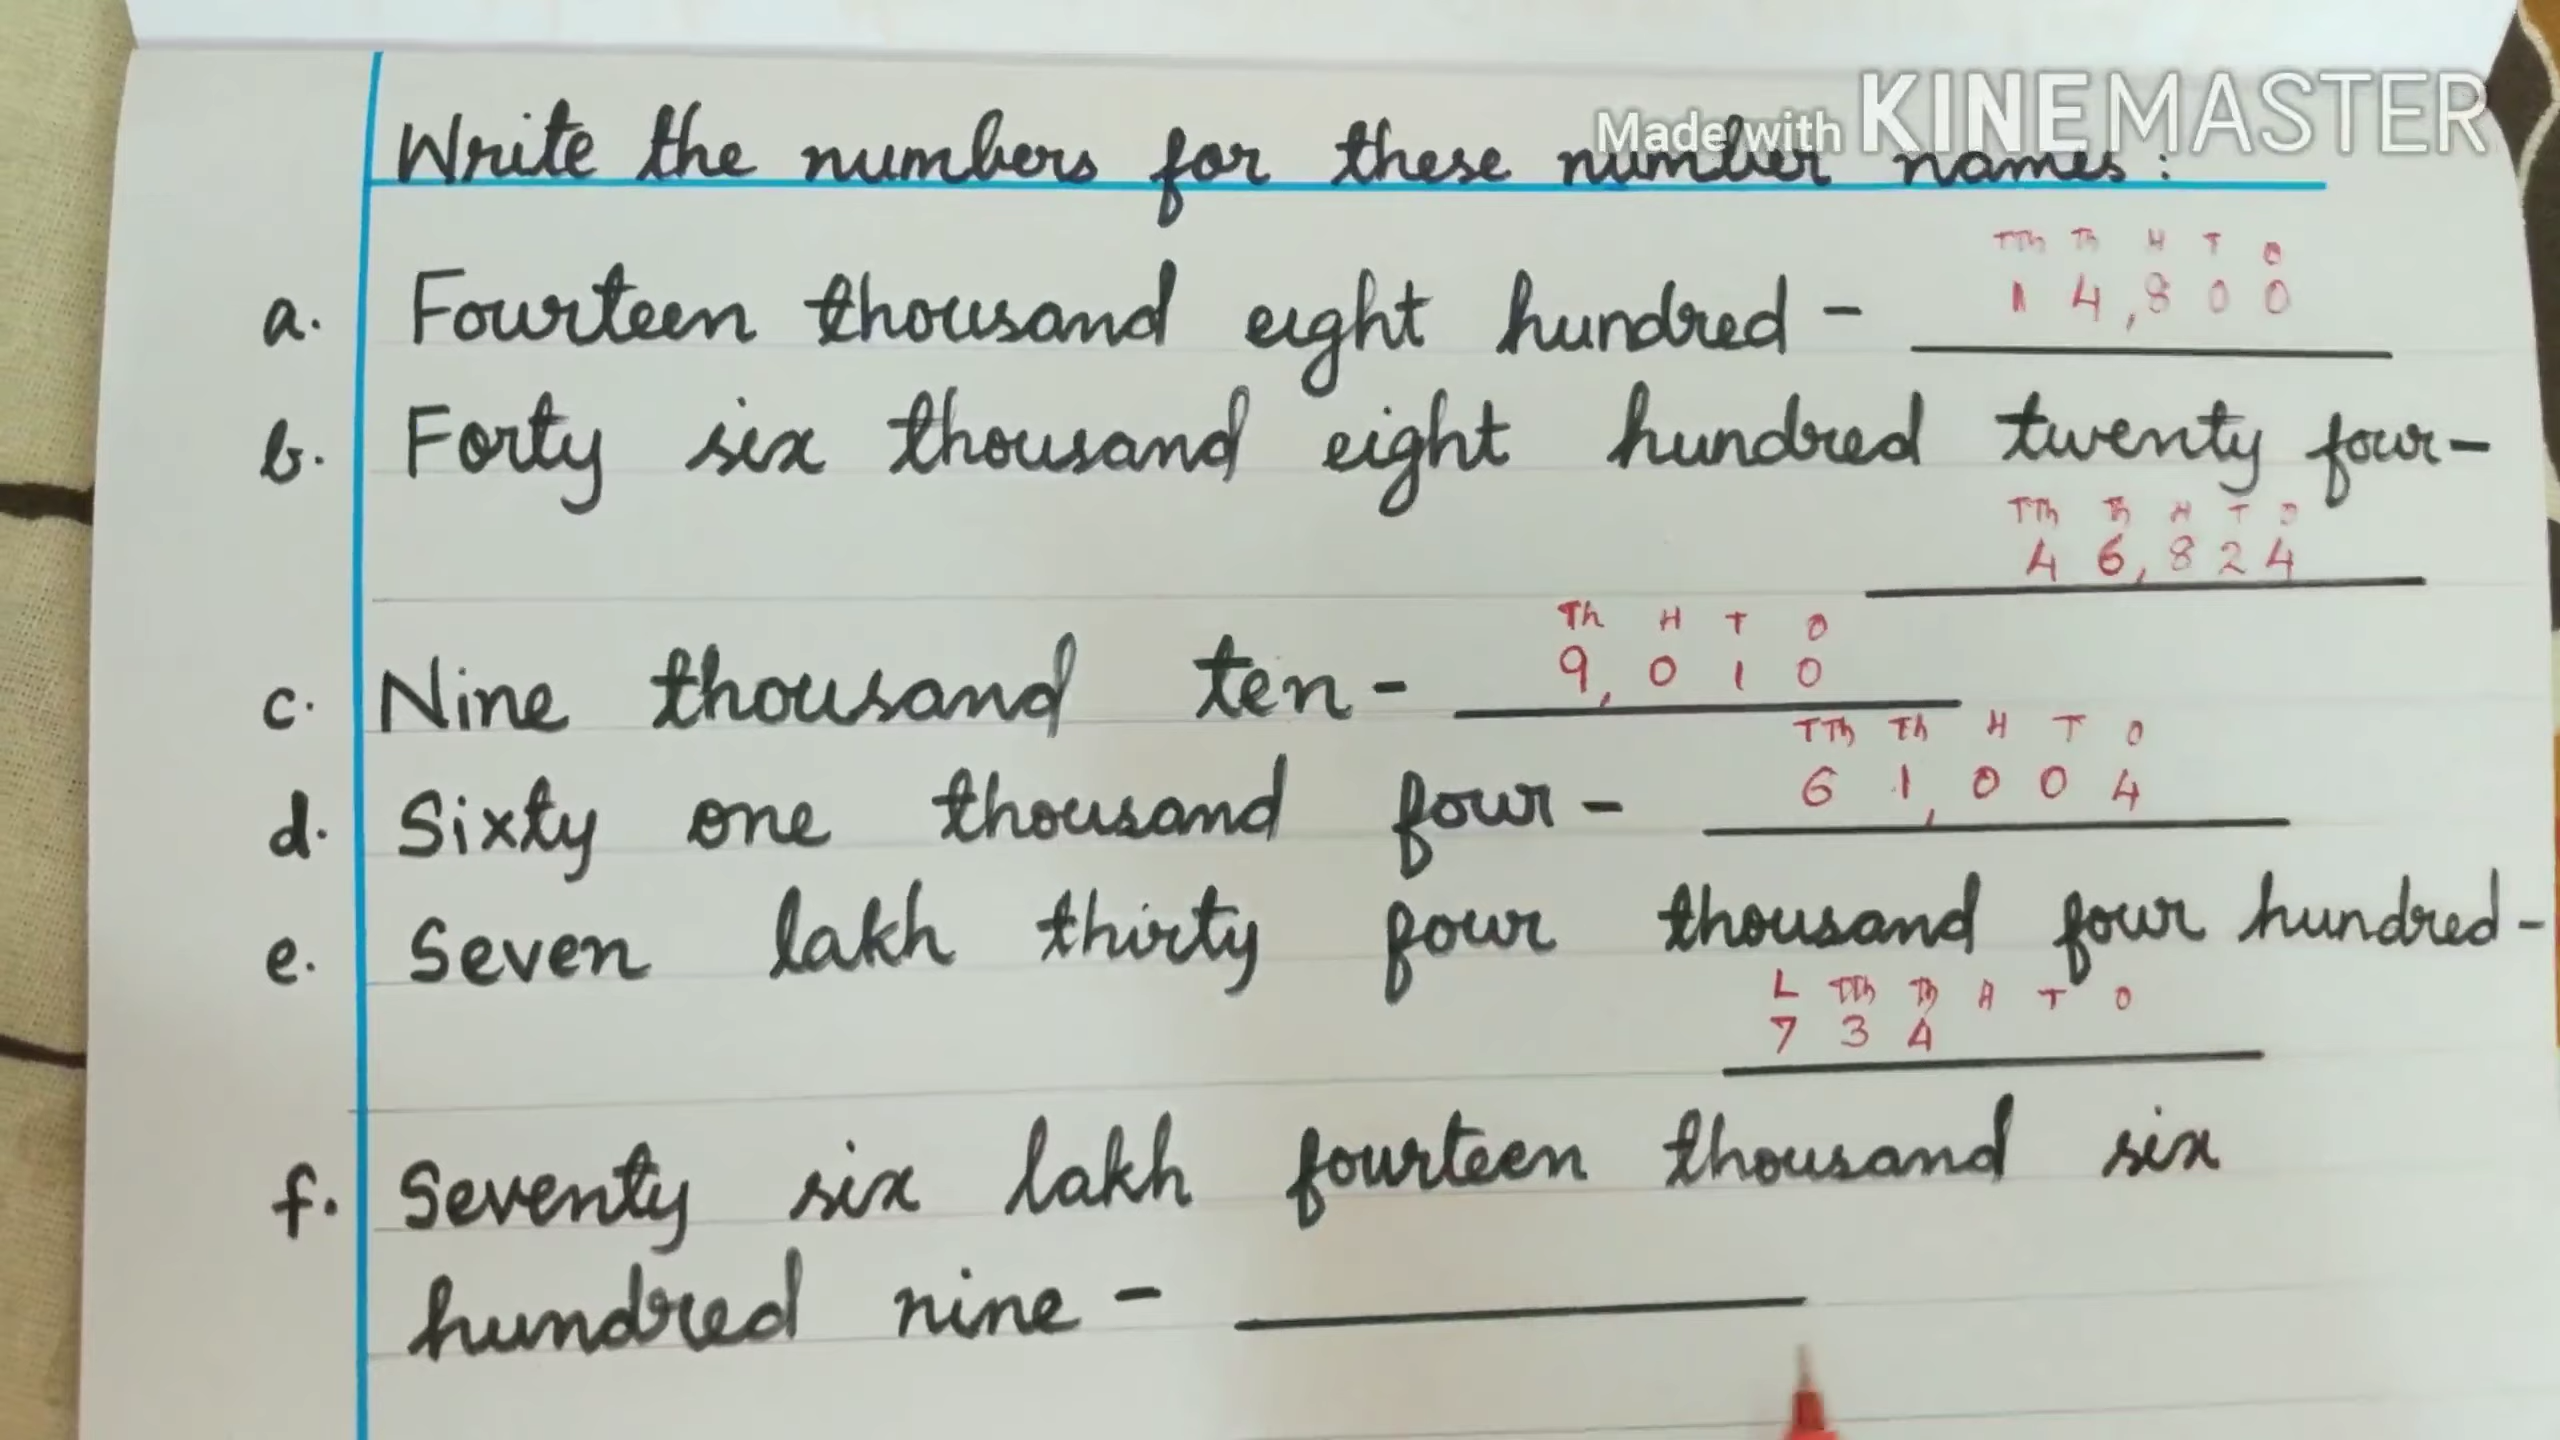 Made with KINEMASTER
Write the numbers for these number names:
TTh Th H T O
a. Fourteen thousand eight hundred - 14,800
b. Forty six thousand eight hundred twenty four-
TTh Th H T O
46,824
Th H T O
c. Nine thousand ten- 9,010
TTh Th H T O
d. Sixty one thousand four- 61,004
e. Seven lakh thirty four thousand four hundred-
L TTh Th H T O
7 3 4
f. Seventy six lakh fourteen thousand six
hundred nine -